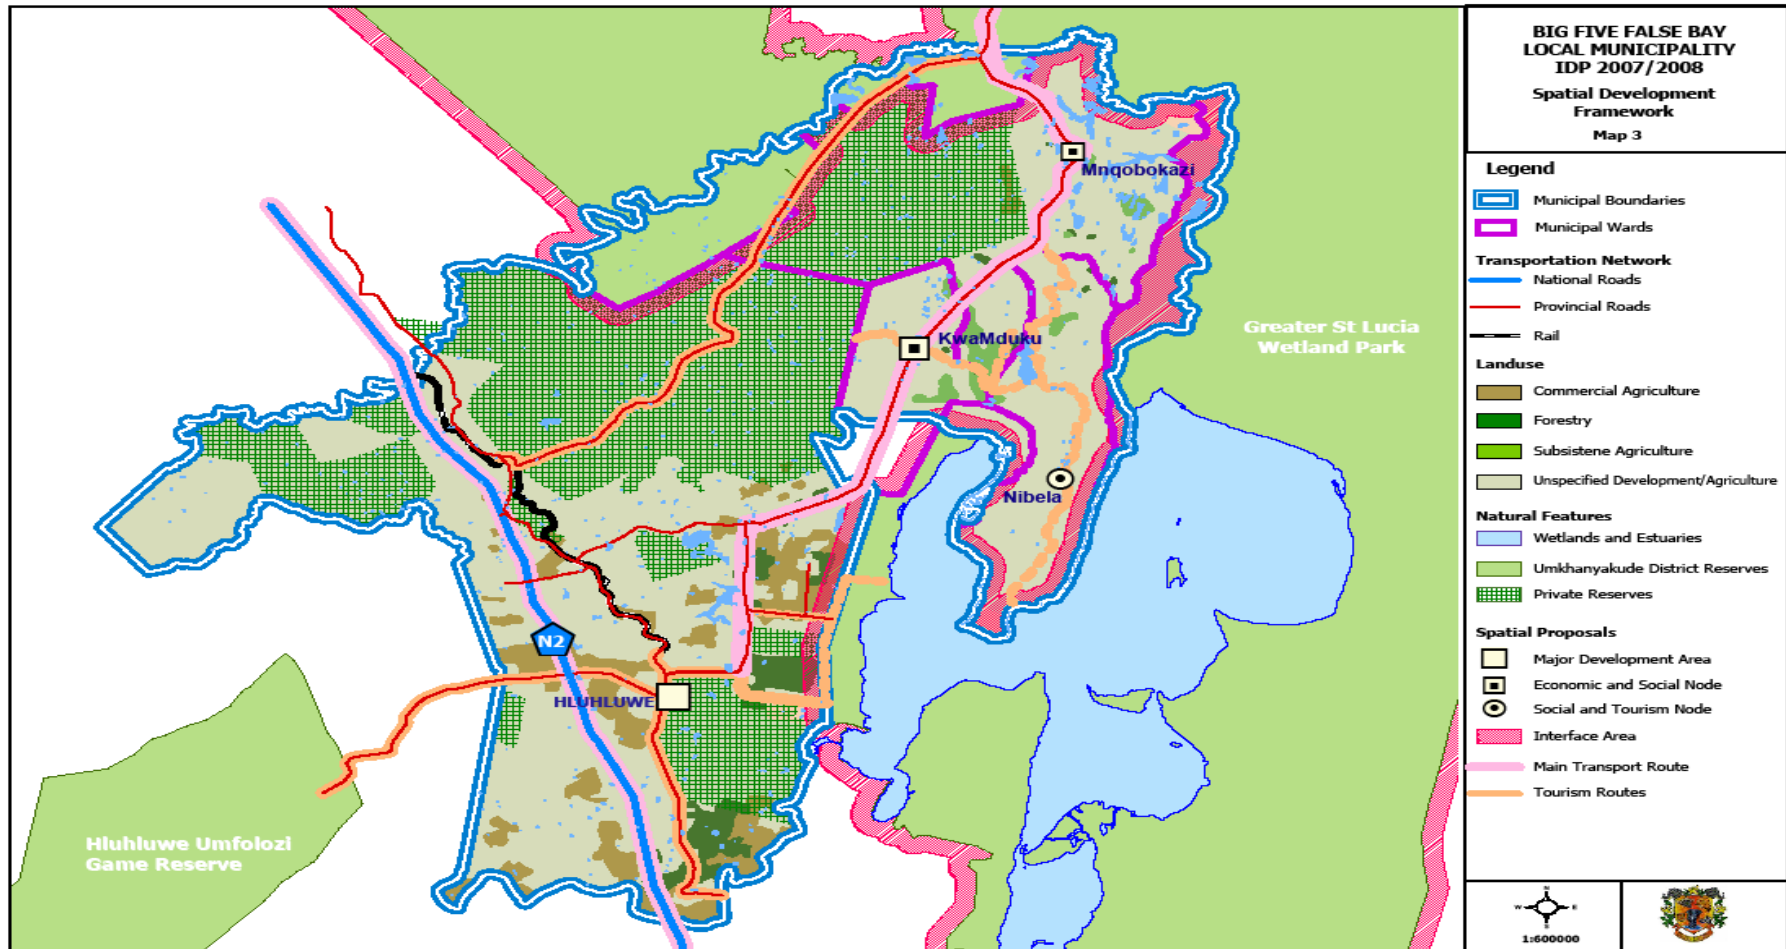 BIG FIVE FALSE BAY
LOCAL MUNICIPALITY
IDP 2007/2008
Spatial Development
Framework
Map 3
Legend
Municipal Boundaries
Municipal Wards
Transportation Network
National Roads
Provincial Roads
Rail
Landuse
Commercial Agriculture
Forestry
Subsistene Agriculture
Unspecified Development/Agriculture
Natural Features
Wetlands and Estuaries
Umkhanyakude District Reserves
Private Reserves
Spatial Proposals
Major Development Area
Economic and Social Node
Social and Tourism Node
Interface Area
Main Transport Route
Tourism Routes
N
W E
S
1:600000
Mnqobokazi
KwaMduku
Greater St Lucia
Wetland Park
Nibela
N2
HLUHLUWE
Hluhluwe Umfolozi
Game Reserve